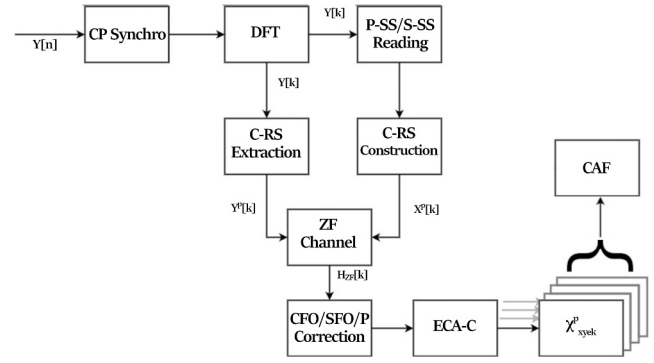 Y[n]
CP Synchro
DFT
Y[k]
P-SS/S-SS
Reading
Y[k]
C-RS
Extraction
C-RS
Construction
CAF
Yᵖ[k]
Xᵖ[k]
ZF
Channel
H_ZF[k]
CFO/SFO/P
Correction
ECA-C
χᵖ_xyek